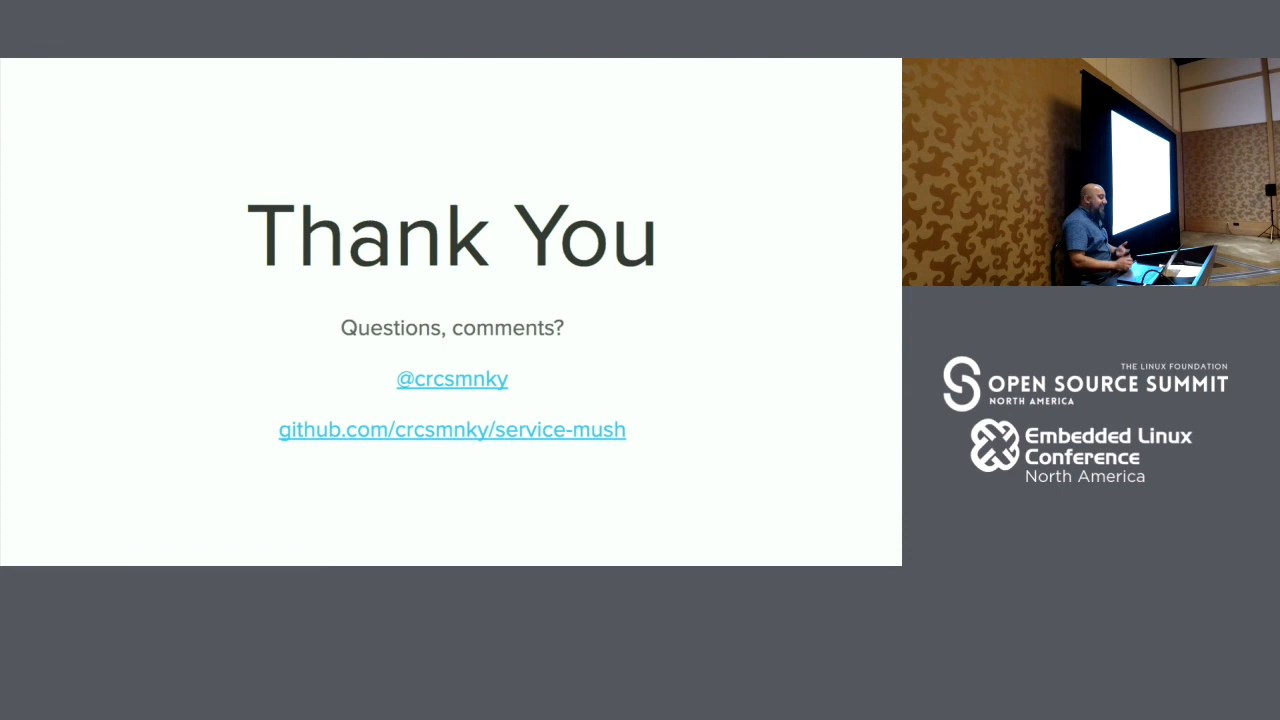 Thank You
Questions, comments?
@crcsmnky
github.com/crcsmnky/service-mush
THE LINUX FOUNDATION
OPEN SOURCE SUMMIT
NORTH AMERICA
Embedded Linux
Conference
North America